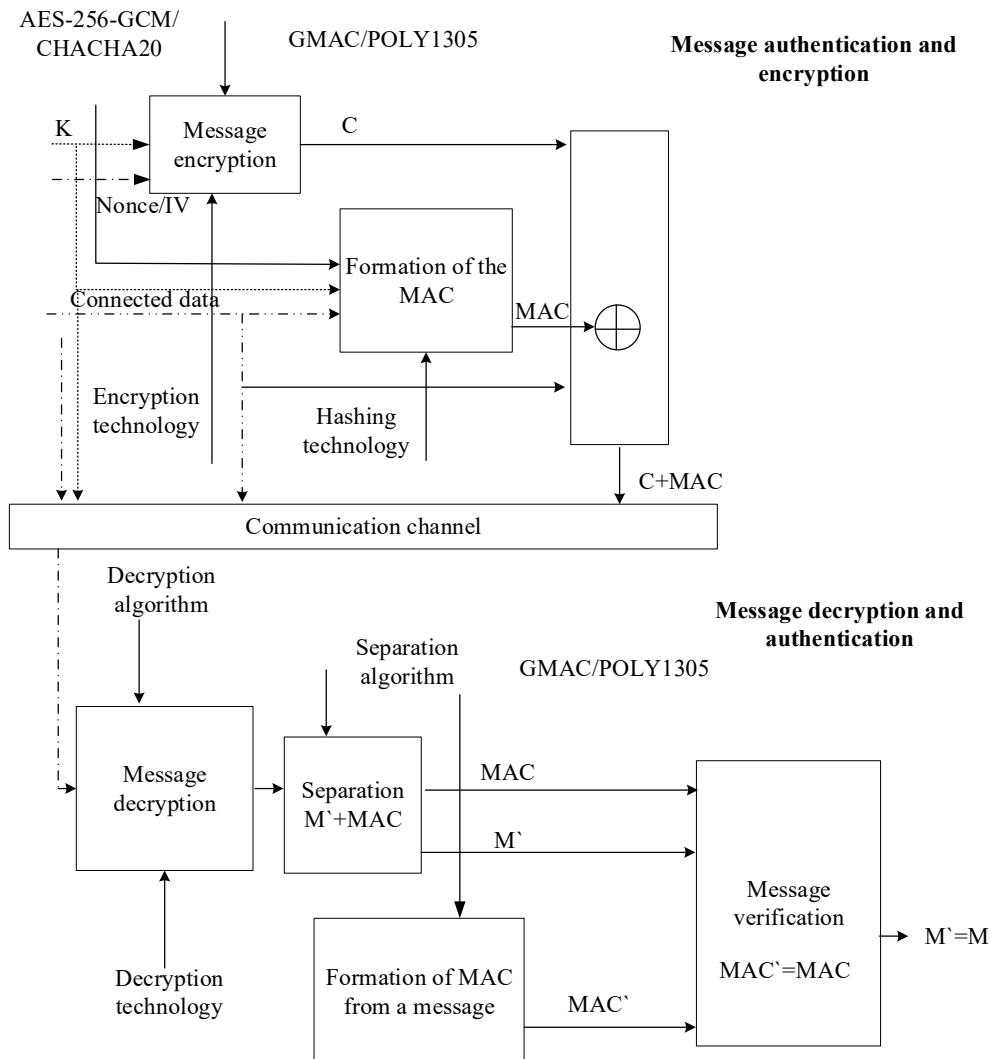 AES-256-GCM/
CHACHA20
GMAC/POLY1305
Message authentication and
encryption
K
Message
encryption
C
Nonce/IV
Formation of the
MAC
Connected data
MAC
Encryption
technology
Hashing
technology
C+MAC
Communication channel
Decryption
algorithm
Message decryption and
authentication
Separation
algorithm
GMAC/POLY1305
Message
decryption
Separation
M`+MAC
MAC
M`
Message
verification
MAC`=MAC
M`=M
Decryption
technology
Formation of MAC
from a message
MAC`